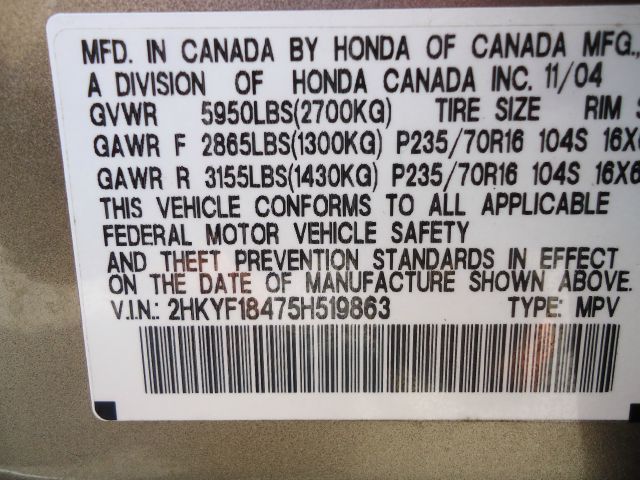 MFD. IN CANADA BY HONDA OF CANADA MFG.,
A DIVISION OF HONDA CANADA INC. 11/04
GVWR 5950LBS(2700KG) TIRE SIZE RIM
GAWR F 2865LBS(1300KG) P235/70R16 104S 16X6
GAWR R 3155LBS(1430KG) P235/70R16 104S 16X6
THIS VEHICLE CONFORMS TO ALL APPLICABLE
FEDERAL MOTOR VEHICLE SAFETY
AND THEFT PREVENTION STANDARDS IN EFFECT
ON THE DATE OF MANUFACTURE SHOWN ABOVE.
V.I.N.: 2HKYF18475H519863 TYPE: MPV